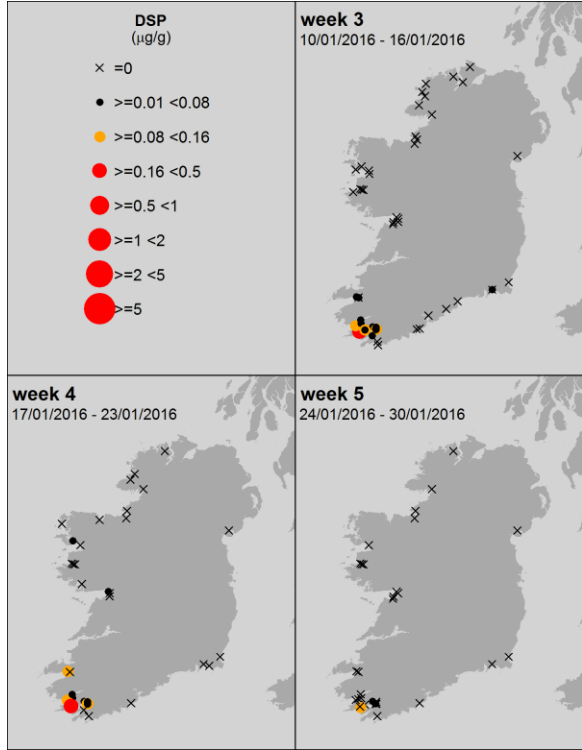 DSP
(µg/g)
=0
>=0.01 <0.08
>=0.08 <0.16
>=0.16 <0.5
>=0.5 <1
>=1 <2
>=2 <5
>=5
week 3
10/01/2016 - 16/01/2016
week 4
17/01/2016 - 23/01/2016
week 5
24/01/2016 - 30/01/2016